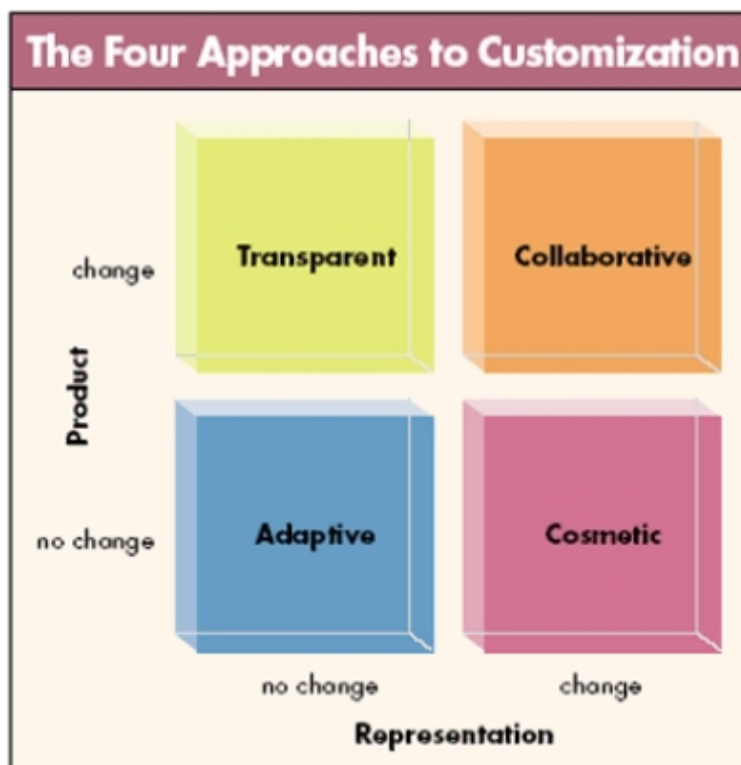 The Four Approaches to Customization
Transparent
Collaborative
change
Product
Adaptive
Cosmetic
no change
no change
change
Representation